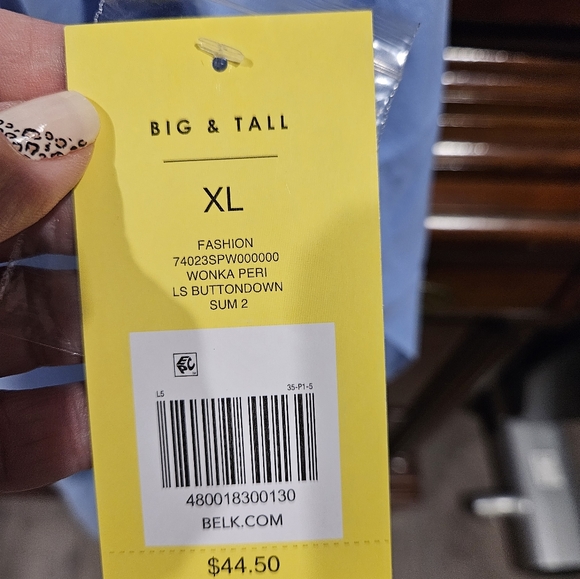 BIG & TALL
XL
FASHION
74023SPW000000
WONKA PERI
LS BUTTONDOWN
SUM 2
EPC
L5 35-P1-5
480018300130
BELK.COM
$44.50